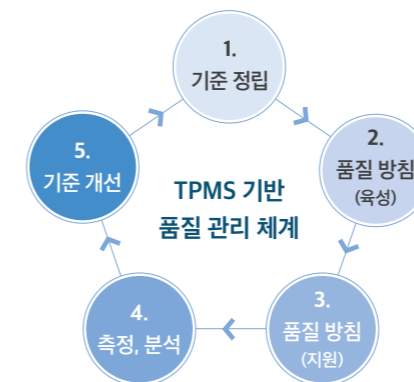 1.
기준 정립
2.
품질 방침
(육성)
3.
품질 방침
(지원)
4.
측정, 분석
5.
기준 개선
TPMS 기반
품질 관리 체계